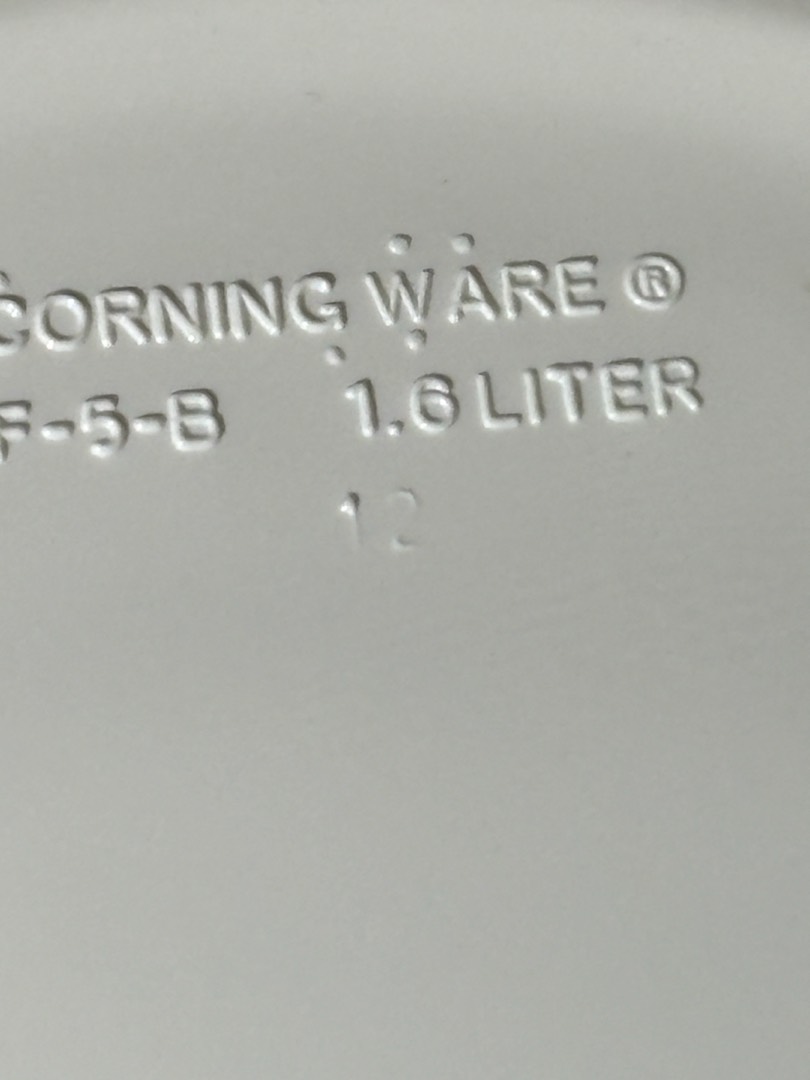 CORNING WARE ®
F-5-B 1.6 LITER
12